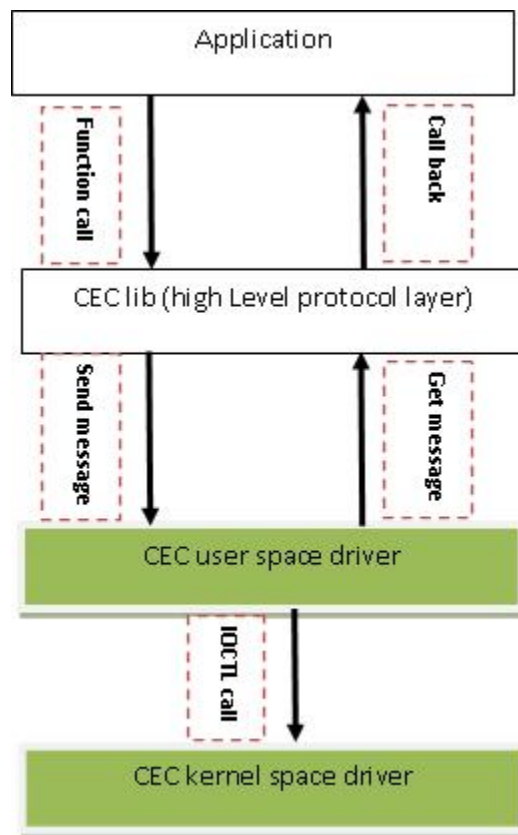 Application
Function call
Call back
CEC lib (high Level protocol layer)
Send message
Get message
CEC user space driver
IOCTL call
CEC kernel space driver